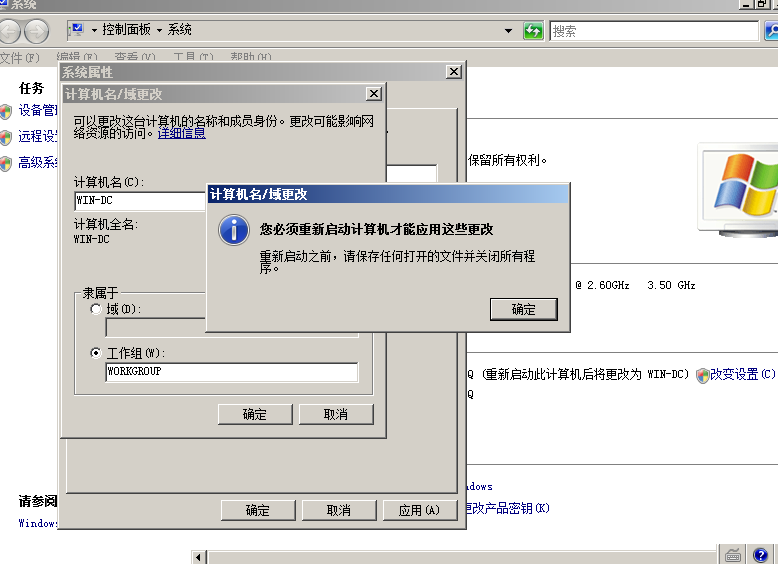 系统
控制面板
系统
搜索
文件(F)
编辑(E)
查看(V)
工具(T)
帮助(H)
任务
设备管
远程设
高级系
系统属性
计算机名/域更改
可以更改这台计算机的名称和成员身份。更改可能影响网
络资源的访问。详细信息
计算机名(C):
WIN-DC
计算机全名:
WIN-DC
隶属于
域(D):
工作组(W):
WORKGROUP
确定
取消
计算机名/域更改
您必须重新启动计算机才能应用这些更改
重新启动之前，请保存任何打开的文件并关闭所有程
序。
确定
保留所有权利。
@ 2.60GHz 3.50 GHz
Q (重新启动此计算机后将更改为 WIN-DC)
改变设置(C)
Q
确定
取消
应用(A)
ndows
更改产品密钥(K)
请参阅
Windows